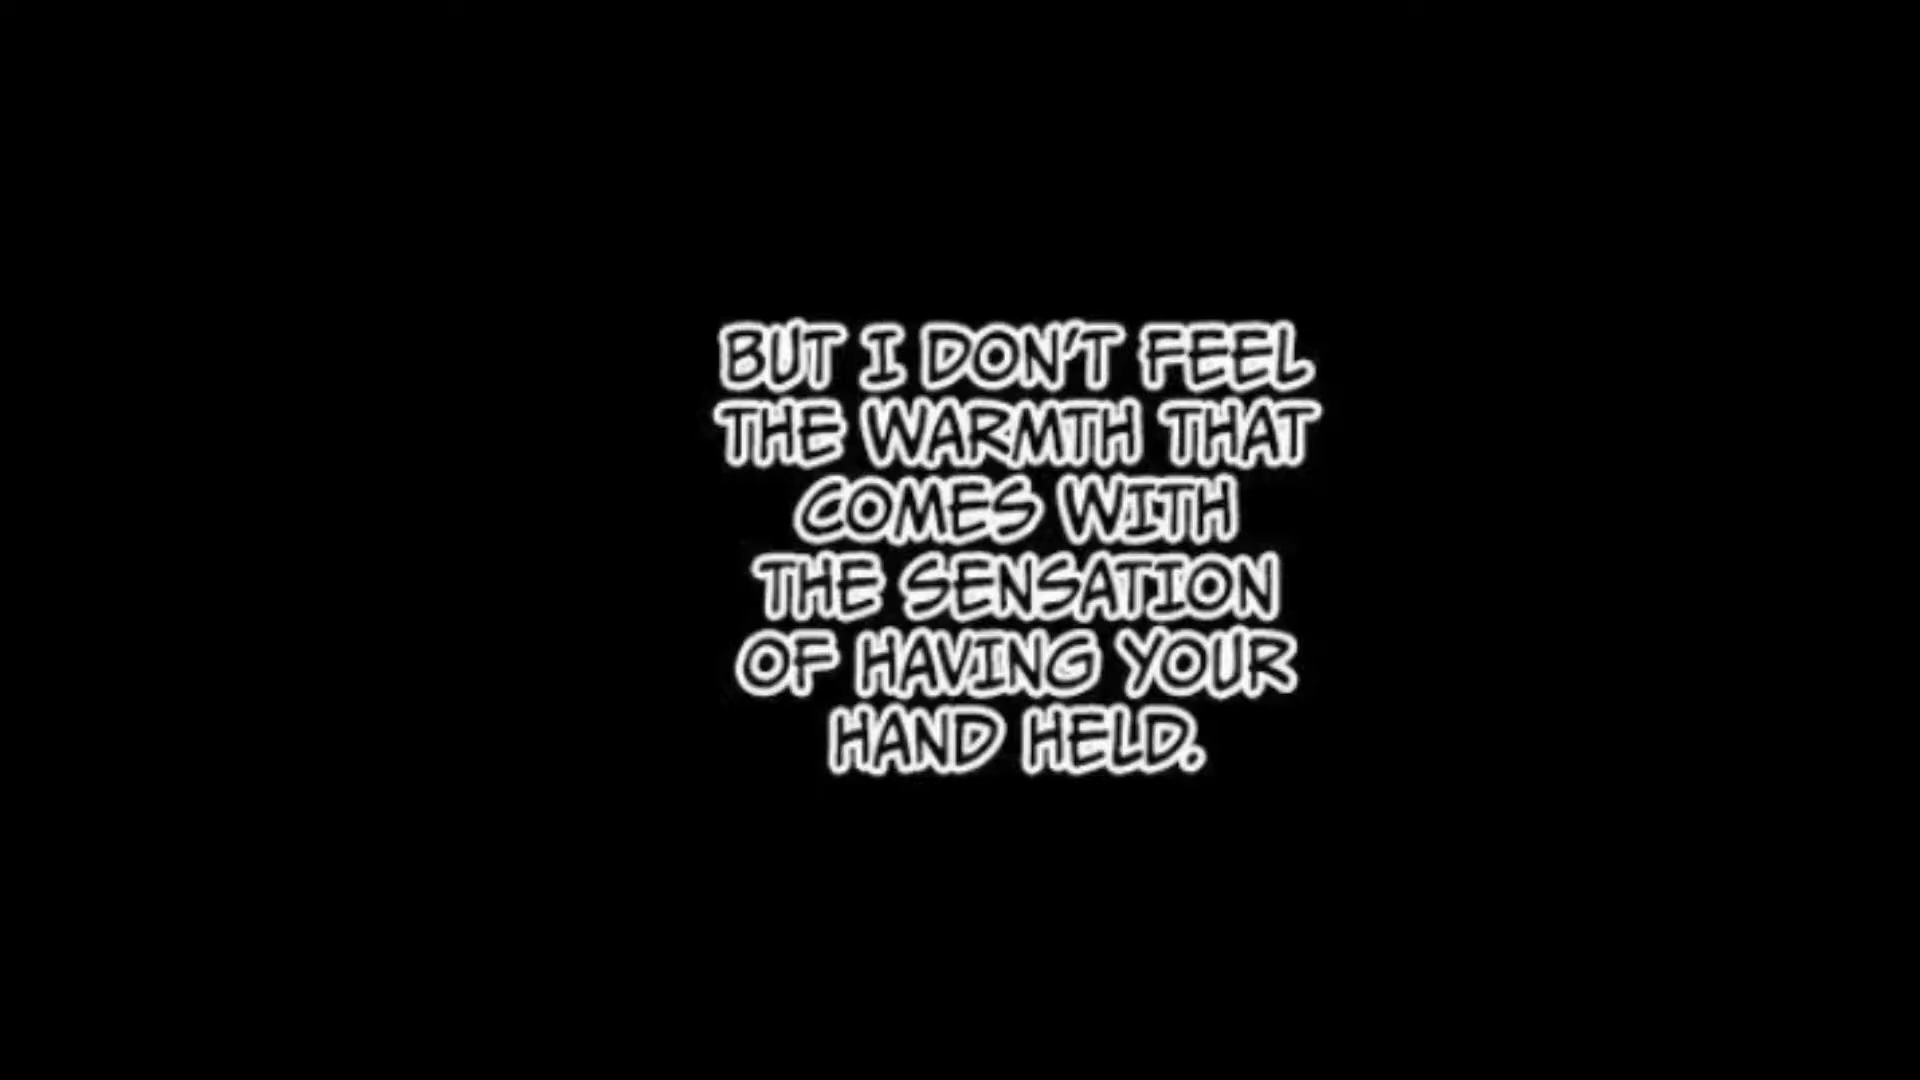 BUT I DON'T FEEL
THE WARMTH THAT
COMES WITH
THE SENSATION
OF HAVING YOUR
HAND HELD.